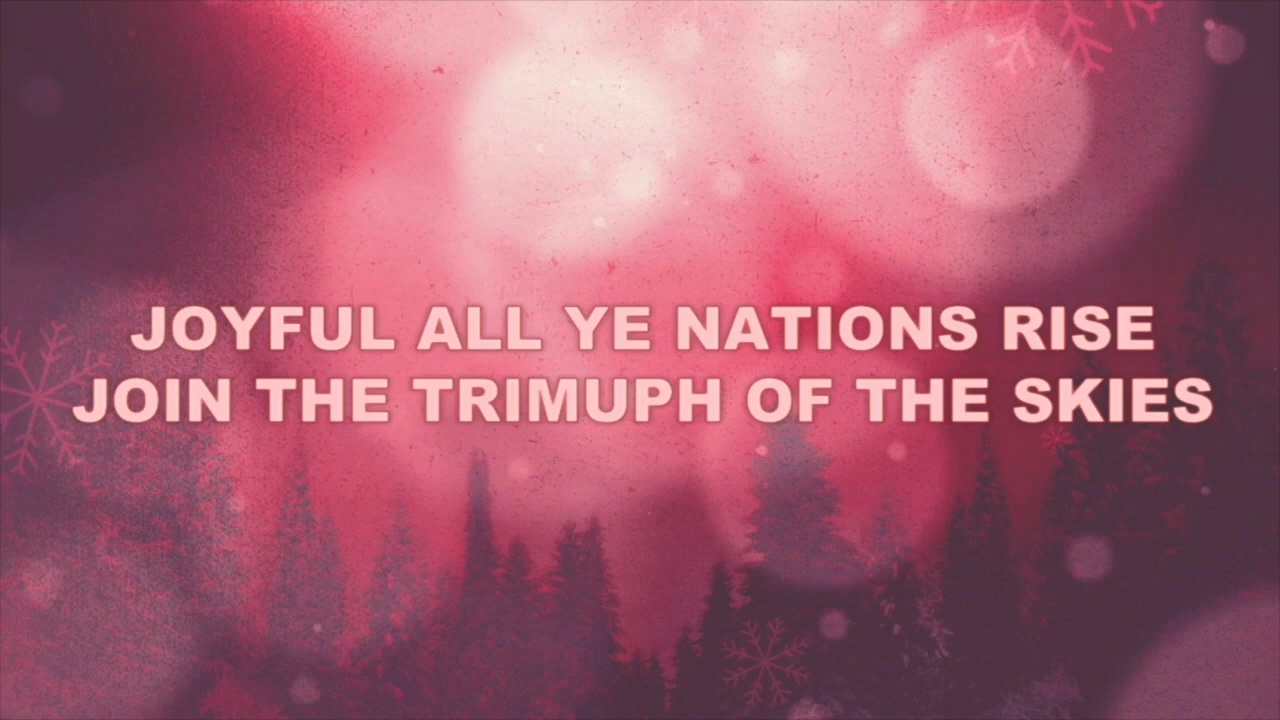 JOYFUL ALL YE NATIONS RISE
JOIN THE TRIMUPH OF THE SKIES